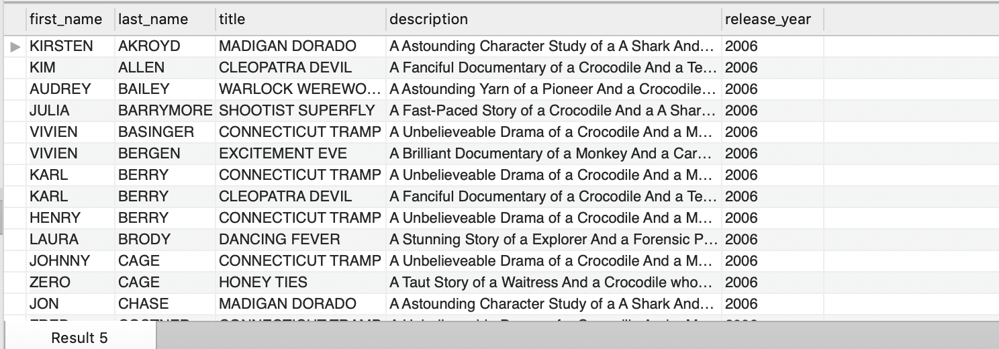 first_name last_name title description release_year
KIRSTEN AKROYD MADIGAN DORADO A Astounding Character Study of a A Shark And... 2006
KIM ALLEN CLEOPATRA DEVIL A Fanciful Documentary of a Crocodile And a Te... 2006
AUDREY BAILEY WARLOCK WEREWO... A Astounding Yarn of a Pioneer And a Crocodile... 2006
JULIA BARRYMORE SHOOTIST SUPERFLY A Fast-Paced Story of a Crocodile And a A Shar... 2006
VIVIEN BASINGER CONNECTICUT TRAMP A Unbelieveable Drama of a Crocodile And a M... 2006
VIVIEN BERGEN EXCITEMENT EVE A Brilliant Documentary of a Monkey And a Car... 2006
KARL BERRY CONNECTICUT TRAMP A Unbelieveable Drama of a Crocodile And a M... 2006
KARL BERRY CLEOPATRA DEVIL A Fanciful Documentary of a Crocodile And a Te... 2006
HENRY BERRY CONNECTICUT TRAMP A Unbelieveable Drama of a Crocodile And a M... 2006
LAURA BRODY DANCING FEVER A Stunning Story of a Explorer And a Forensic P... 2006
JOHNNY CAGE CONNECTICUT TRAMP A Unbelieveable Drama of a Crocodile And a M... 2006
ZERO CAGE HONEY TIES A Taut Story of a Waitress And a Crocodile who... 2006
JON CHASE MADIGAN DORADO A Astounding Character Study of a A Shark And... 2006
Result 5